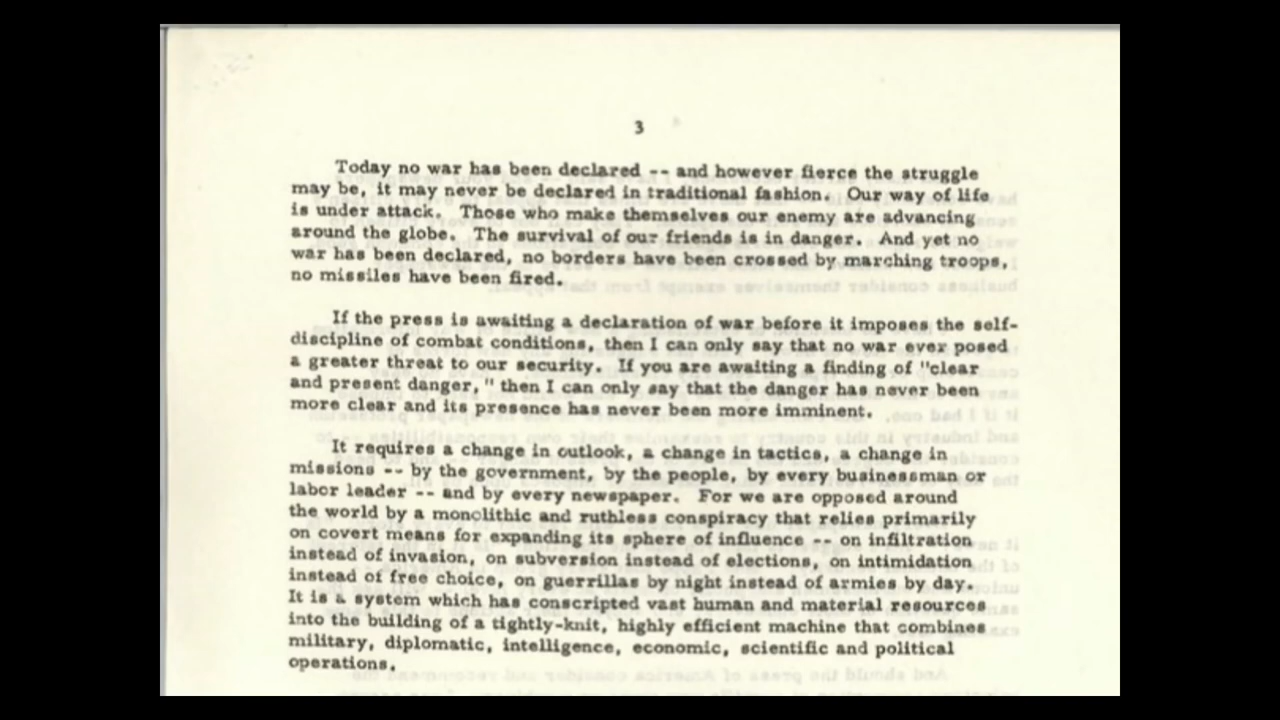 3
Today no war has been declared -- and however fierce the struggle
may be, it may never be declared in traditional fashion. Our way of life
is under attack. Those who make themselves our enemy are advancing
around the globe. The survival of our friends is in danger. And yet no
war has been declared, no borders have been crossed by marching troops,
no missiles have been fired.
If the press is awaiting a declaration of war before it imposes the self-
discipline of combat conditions, then I can only say that no war ever posed
a greater threat to our security. If you are awaiting a finding of "clear
and present danger," then I can only say that the danger has never been
more clear and its presence has never been more imminent.
It requires a change in outlook, a change in tactics, a change in
missions -- by the government, by the people, by every businessman or
labor leader -- and by every newspaper. For we are opposed around
the world by a monolithic and ruthless conspiracy that relies primarily
on covert means for expanding its sphere of influence -- on infiltration
instead of invasion, on subversion instead of elections, on intimidation
instead of free choice, on guerrillas by night instead of armies by day.
It is a system which has conscripted vast human and material resources
into the building of a tightly-knit, highly efficient machine that combines
military, diplomatic, intelligence, economic, scientific and political
operations.